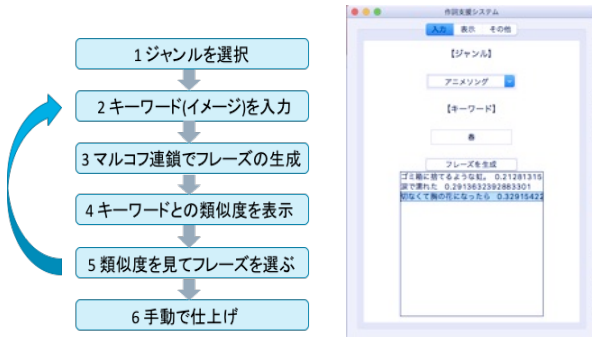 1 ジャンルを選択
2 キーワード(イメージ)を入力
3 マルコフ連鎖でフレーズの生成
4 キーワードとの類似度を表示
5 類似度を見てフレーズを選ぶ
6 手動で仕上げ
作詞支援システム
入力 表示 その他
【ジャンル】
アニメソング
【キーワード】
春
フレーズを生成
ゴミ箱に捨てるような虹。 0.21281315
涙で濡れた 0.2913632392883301
切なくて胸の花になったら 0.32915422